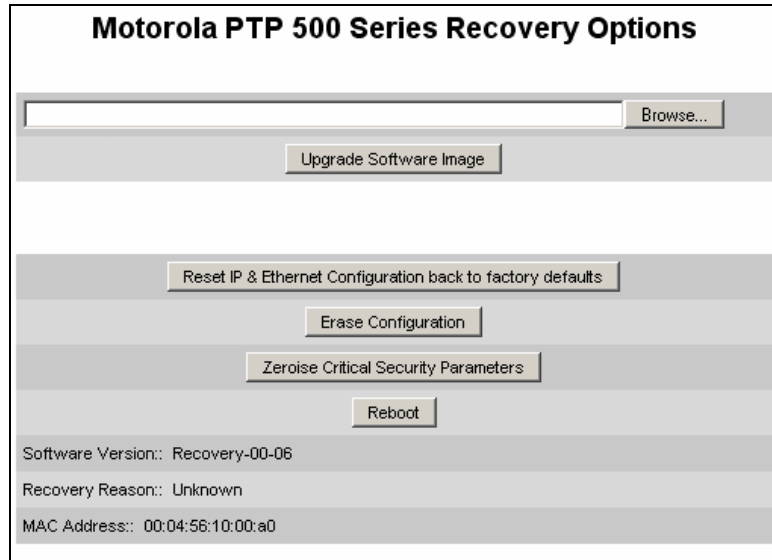 Motorola PTP 500 Series Recovery Options
Browse...
Upgrade Software Image
Reset IP & Ethernet Configuration back to factory defaults
Erase Configuration
Zeroise Critical Security Parameters
Reboot
Software Version:: Recovery-00-06
Recovery Reason:: Unknown
MAC Address:: 00:04:56:10:00:a0